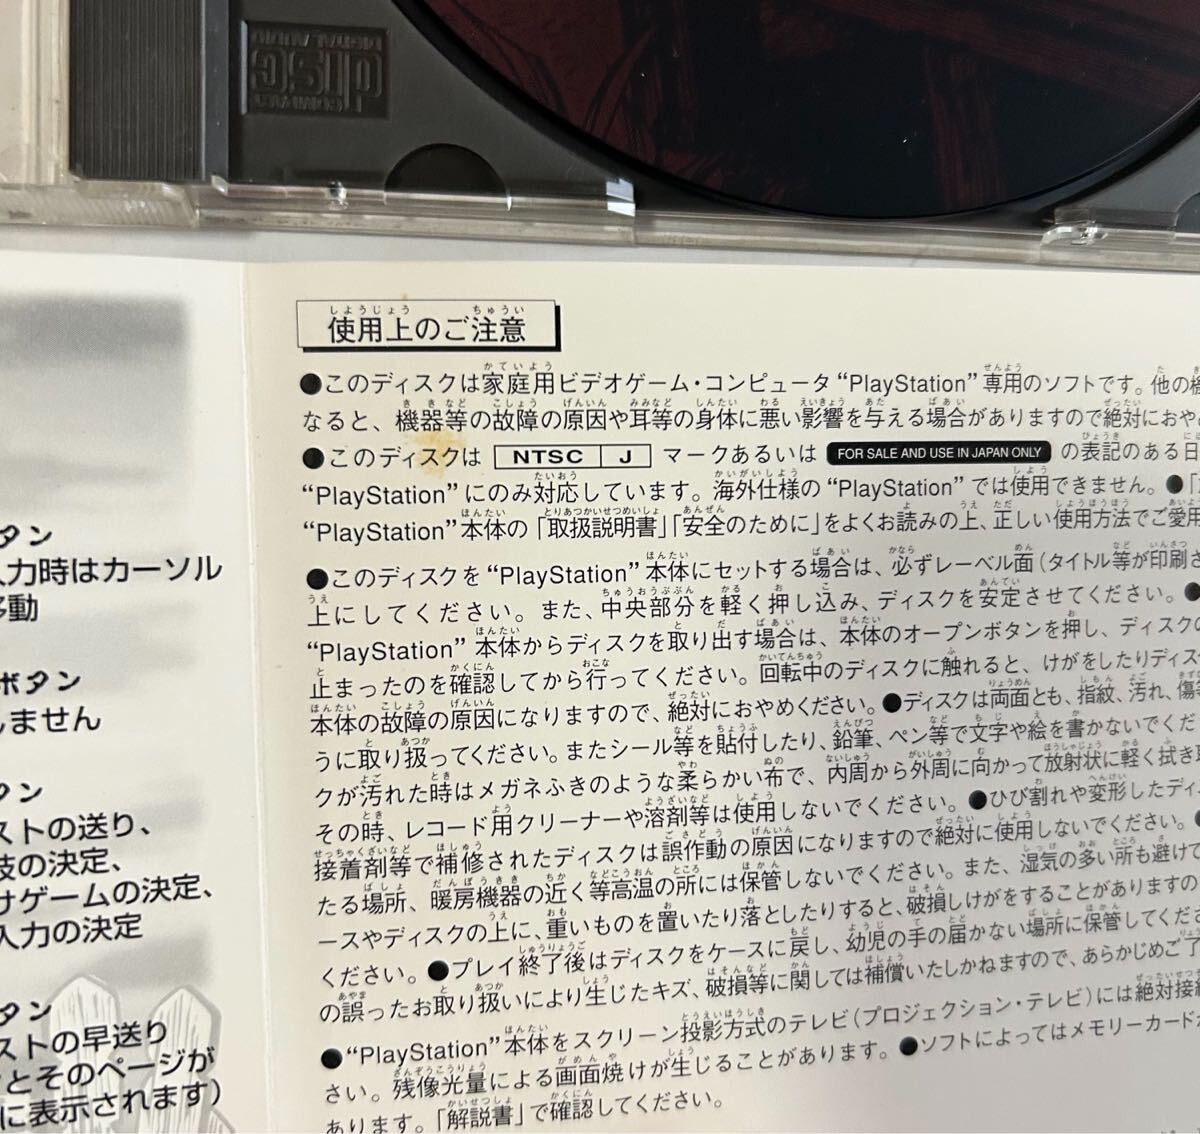 COMPACT
disc
DIGITAL AUDIO
使用上のご注意
●このディスクは家庭用ビデオゲーム・コンピュータ“PlayStation”専用のソフトです。他の
なると、機器等の故障の原因や耳等の身体に悪い影響を与える場合がありますので絶対におや
●このディスクは NTSC J マークあるいは FOR SALE AND USE IN JAPAN ONLY の表記のある日
“PlayStation”にのみ対応しています。海外仕様の“PlayStation”では使用できません。●「
“PlayStation”本体の「取扱説明書」「安全のために」をよくお読みの上、正しい使用方法でご愛用
●このディスクを“PlayStation”本体にセットする場合は、必ずレーベル面（タイトル等が印刷さ
上にしてください。また、中央部分を軽く押し込み、ディスクを安定させてください。●
“PlayStation”本体からディスクを取り出す場合は、本体のオープンボタンを押し、ディスクの
止まったのを確認してから行ってください。回転中のディスクに触れると、けがをしたりディス
本体の故障の原因になりますので、絶対におやめください。●ディスクは両面とも、指紋、汚れ、傷等
うに取り扱ってください。またシール等を貼付したり、鉛筆、ペン等で文字や絵を書かないでくだ
クが汚れた時はメガネふきのような柔らかい布で、内周から外周に向かって放射状に軽く拭き
その時、レコード用クリーナーや溶剤等は使用しないでください。●ひび割れや変形したディ
接着剤等で補修されたディスクは誤作動の原因になりますので絶対に使用しないでください。●
たる場所、暖房機器の近く等高温の所には保管しないでください。また、湿気の多い所も避けて
ースやディスクの上に、重いものを置いたり落としたりすると、破損しけがをすることがありますの
ください。●プレイ終了後はディスクをケースに戻し、幼児の手の届かない場所に保管してくだ
の誤ったお取り扱いにより生じたキズ、破損等に関しては補償いたしかねますので、あらかじめご了
●“PlayStation”本体をスクリーン投影方式のテレビ（プロジェクション・テレビ）には絶対接続
さい。残像光量による画面焼けが生じることがあります。●ソフトによってはメモリーカードが
あります。「解説書」で確認してください。
タン
入力時はカーソル
移動
ボタン
しません
タン
ストの送り、
技の決定、
けゲームの決定、
入力の決定
タン
ストの早送り
とそのページが
に表示されます）